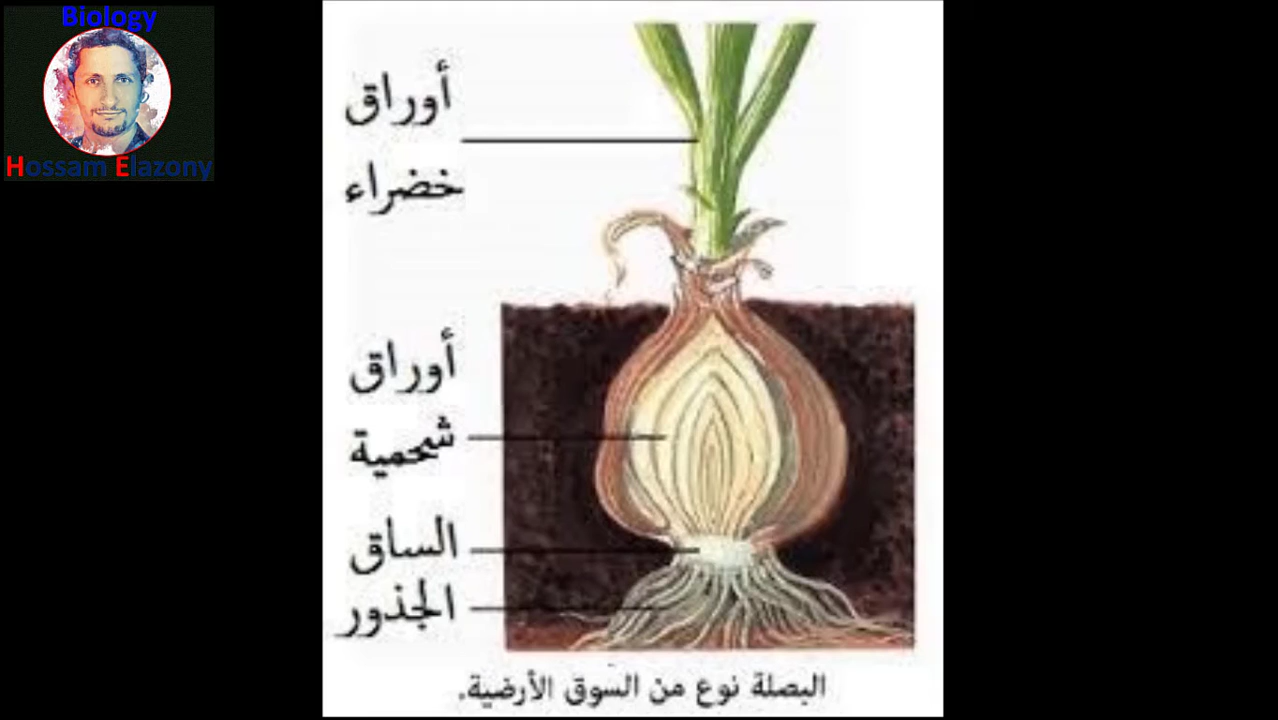 Biology
Hossam Elazony
أوراق
خضراء
أوراق
شحمية
الساق
الجذور
البصلة نوع من السوق الأرضية.